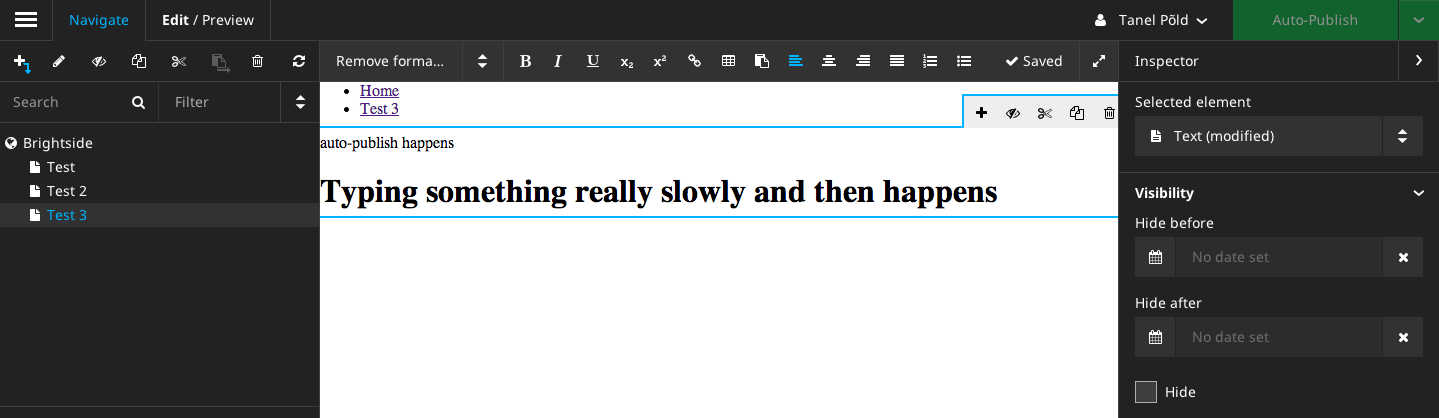 Navigate
Edit / Preview
Tanel Põld
Auto-Publish
Remove forma...
B I U x₂ x²
Saved
Inspector
Search
Filter
Brightside
Test
Test 2
Test 3
Home
Test 3
auto-publish happens
Typing something really slowly and then happens
Selected element
Text (modified)
Visibility
Hide before
No date set
Hide after
No date set
Hide